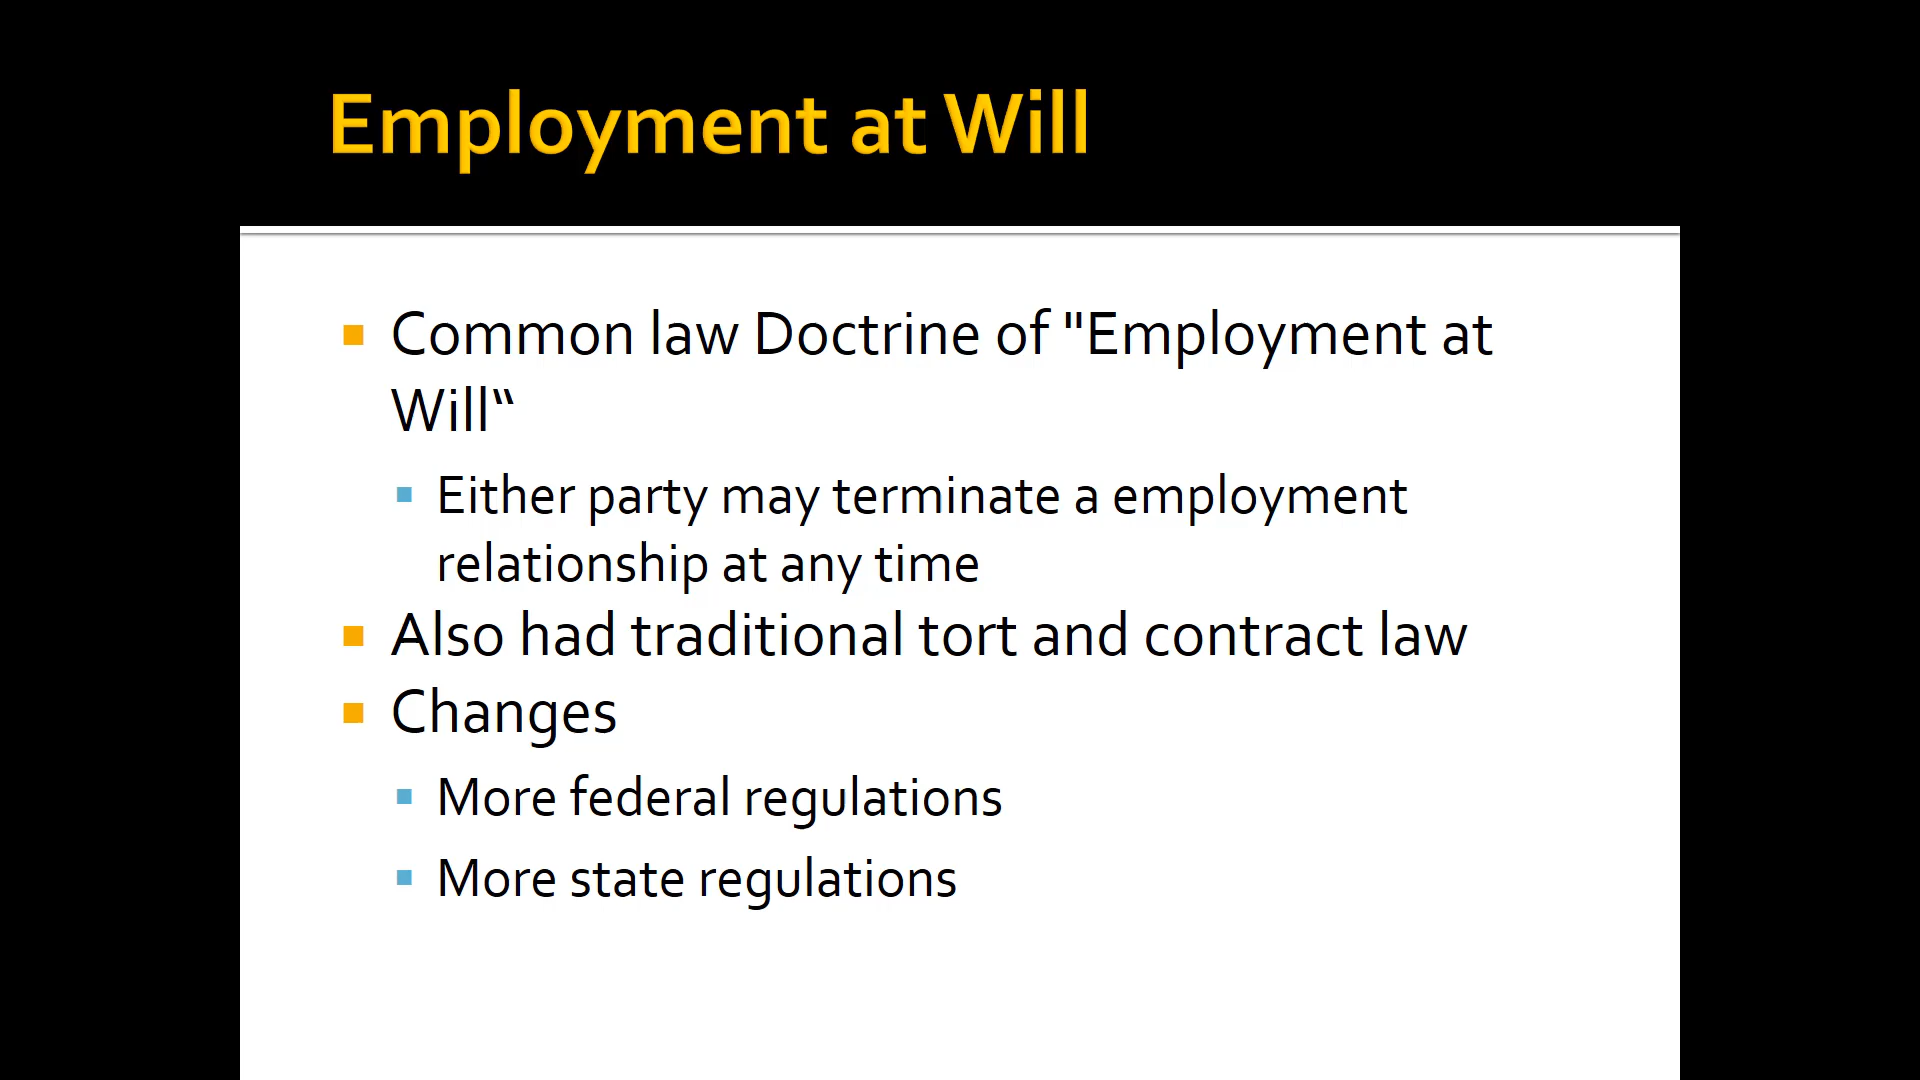 Employment at Will
Common law Doctrine of "Employment at
Will“
Either party may terminate a employment
relationship at any time
Also had traditional tort and contract law
Changes
More federal regulations
More state regulations